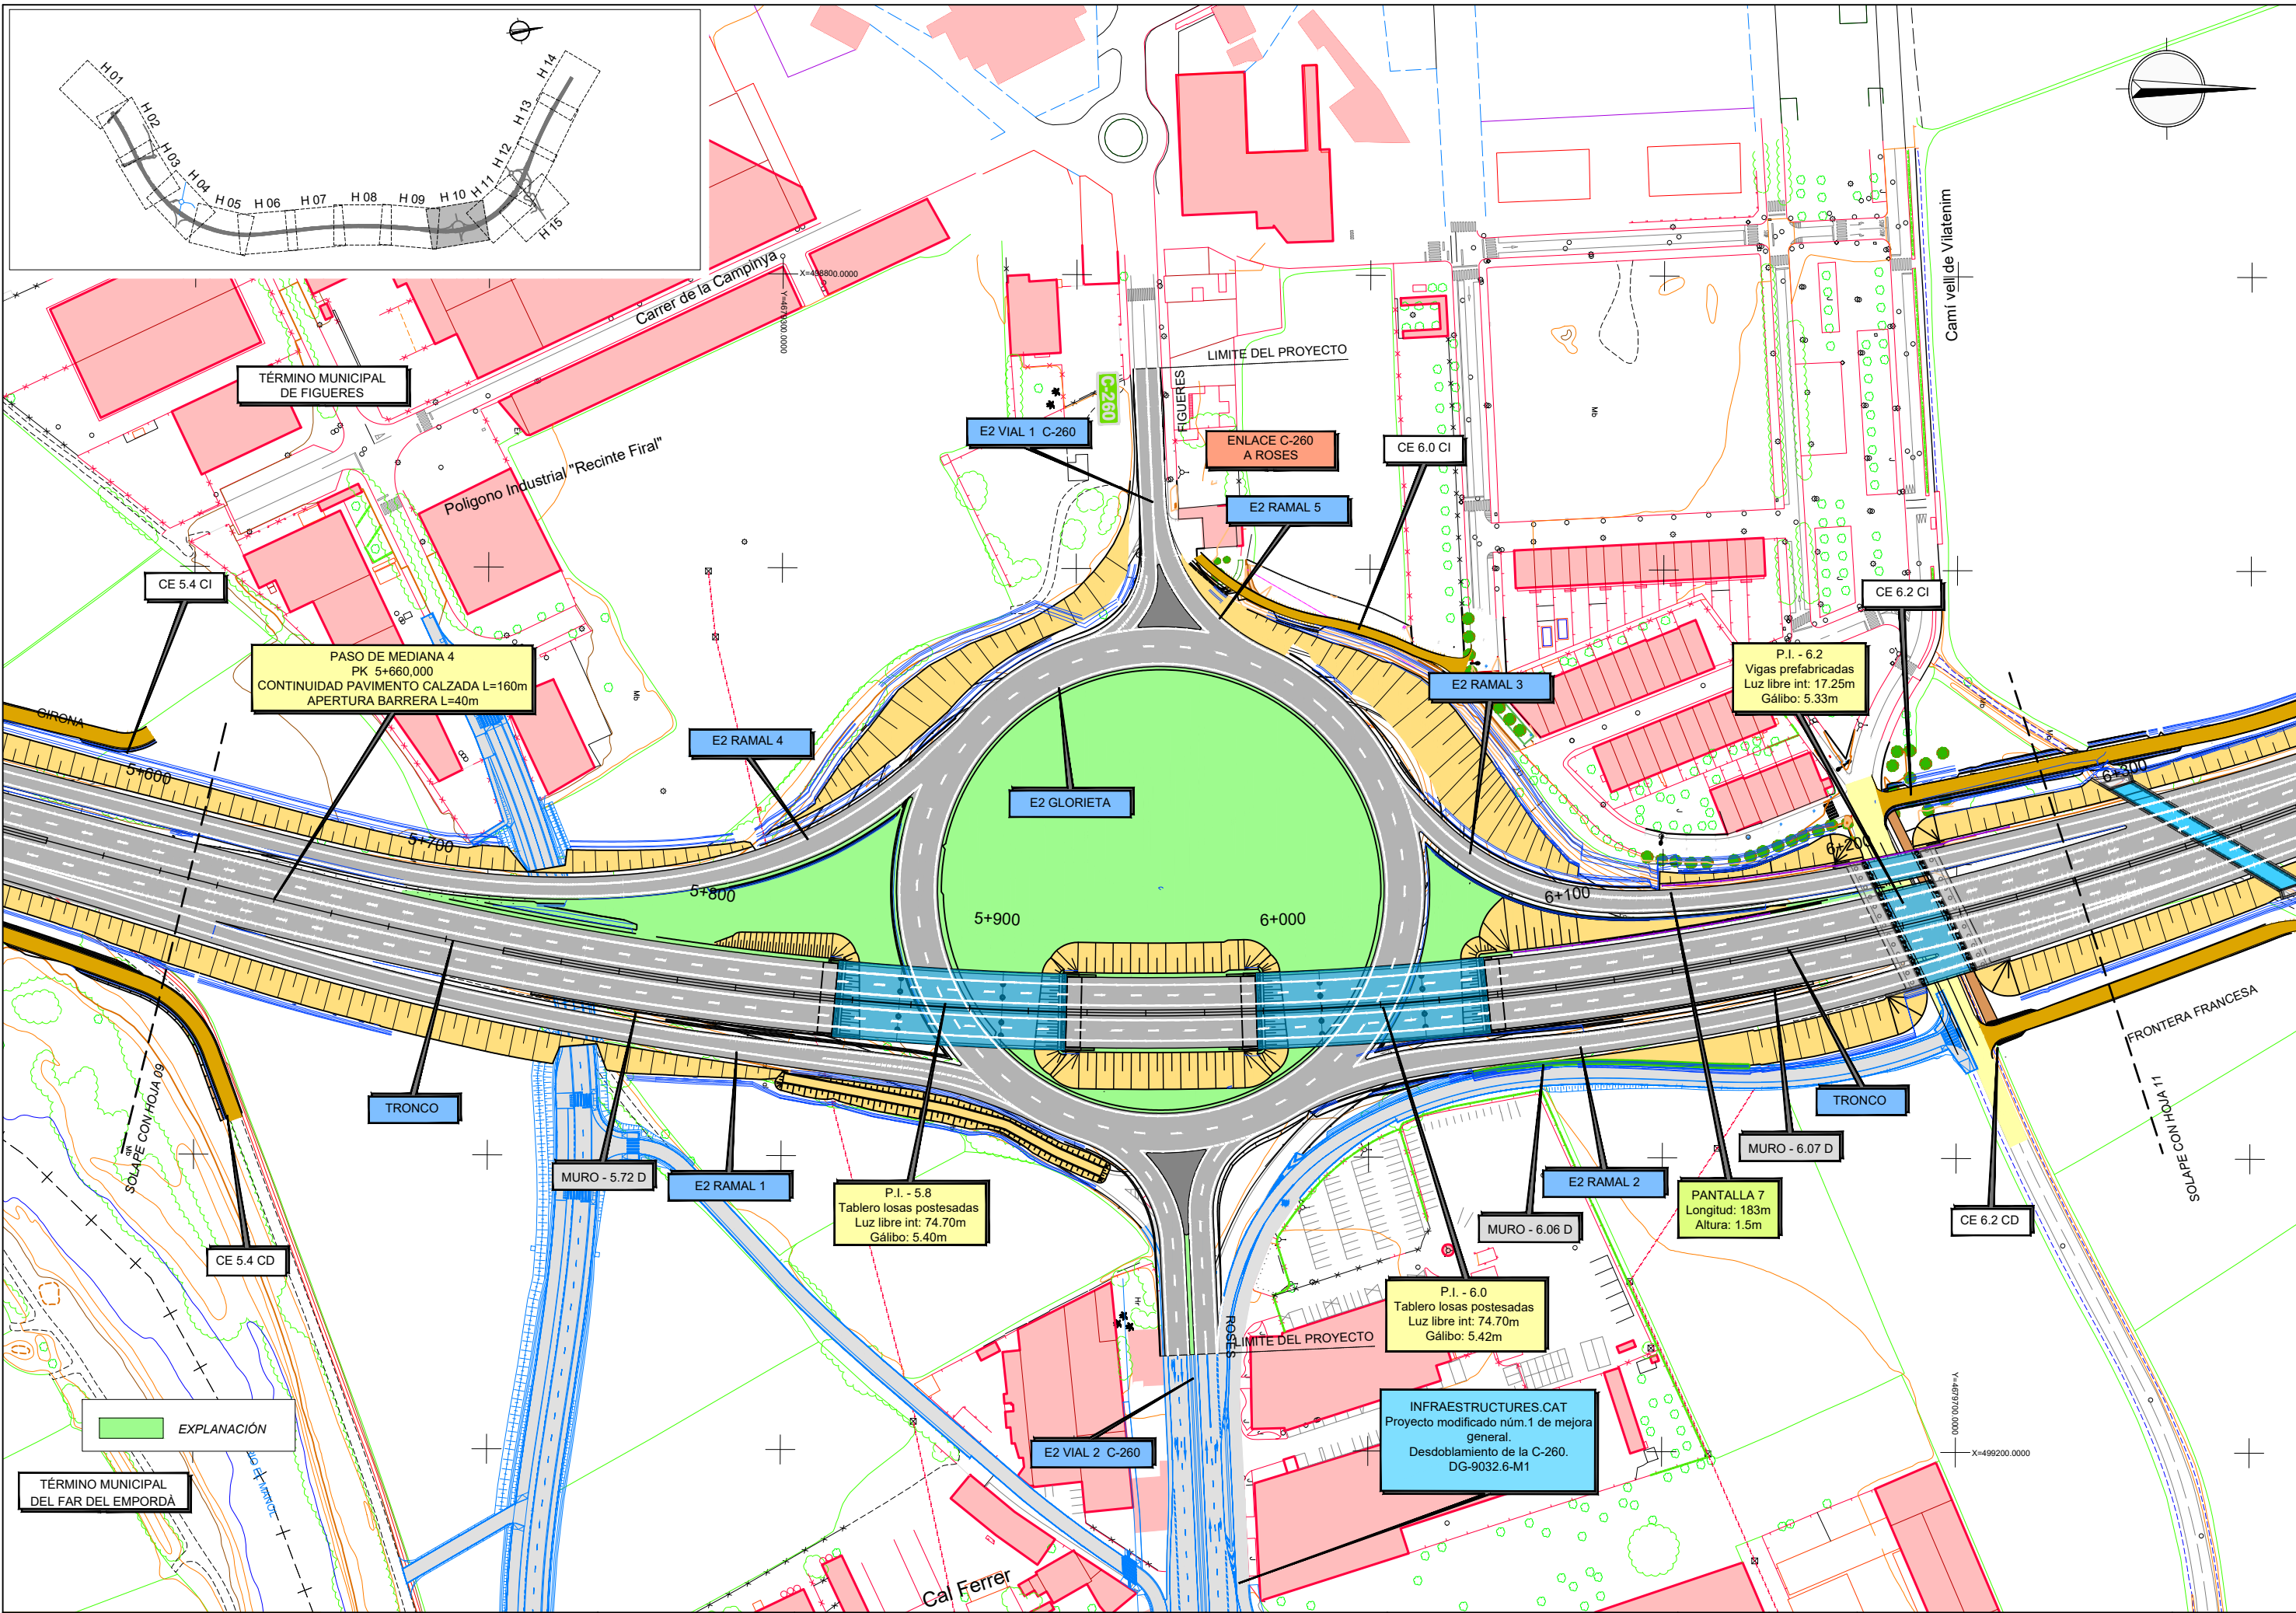 H 01
H 02
H 03
H 04
H 05
H 06
H 07
H 08
H 09
H 10
H 11
H 12
H 13
H 14
H 15
Carrer de la Campinya
X=498800.0000
Camí vell de Vilatenim
LIMITE DEL PROYECTO
FIGUERES
C-260
TÉRMINO MUNICIPAL
DE FIGUERES
E2 VIAL 1 C-260
ENLACE C-260
A ROSES
CE 6.0 CI
Poligono Industrial "Recinte Firal"
E2 RAMAL 5
Mb
CE 5.4 CI
CE 6.2 CI
PASO DE MEDIANA 4
PK 5+660,000
CONTINUIDAD PAVIMENTO CALZADA L=160m
APERTURA BARRERA L=40m
P.I. - 6.2
Vigas prefabricadas
Luz libre int: 17.25m
Gálibo: 5.33m
Mb
E2 RAMAL 3
GIRONA
E2 RAMAL 4
E2 GLORIETA
5+600
5+700
5+800
5+900
6+000
6+100
6+200
6+300
FRONTERA FRANCESA
SOLAPE CON HOJA 09
Mb
SOLAPE CON HOJA 11
TRONCO
TRONCO
MURO - 5.72 D
E2 RAMAL 1
P.I. - 5.8
Tablero losas postesadas
Luz libre int: 74.70m
Gálibo: 5.40m
MURO - 6.07 D
E2 RAMAL 2
PANTALLA 7
Longitud: 183m
Altura: 1.5m
MURO - 6.06 D
CE 6.2 CD
CE 5.4 CD
P.I. - 6.0
Tablero losas postesadas
Luz libre int: 74.70m
Gálibo: 5.42m
Hr
ROSES
LIMITE DEL PROYECTO
INFRAESTRUCTURES.CAT
Proyecto modificado núm.1 de mejora
general.
Desdoblamiento de la C-260.
DG-9032.6-M1
Y=4679700.0000
X=499200.0000
EXPLANACIÓN
E2 VIAL 2 C-260
TÉRMINO MUNICIPAL
DEL FAR DEL EMPORDÀ
Cal Ferrer